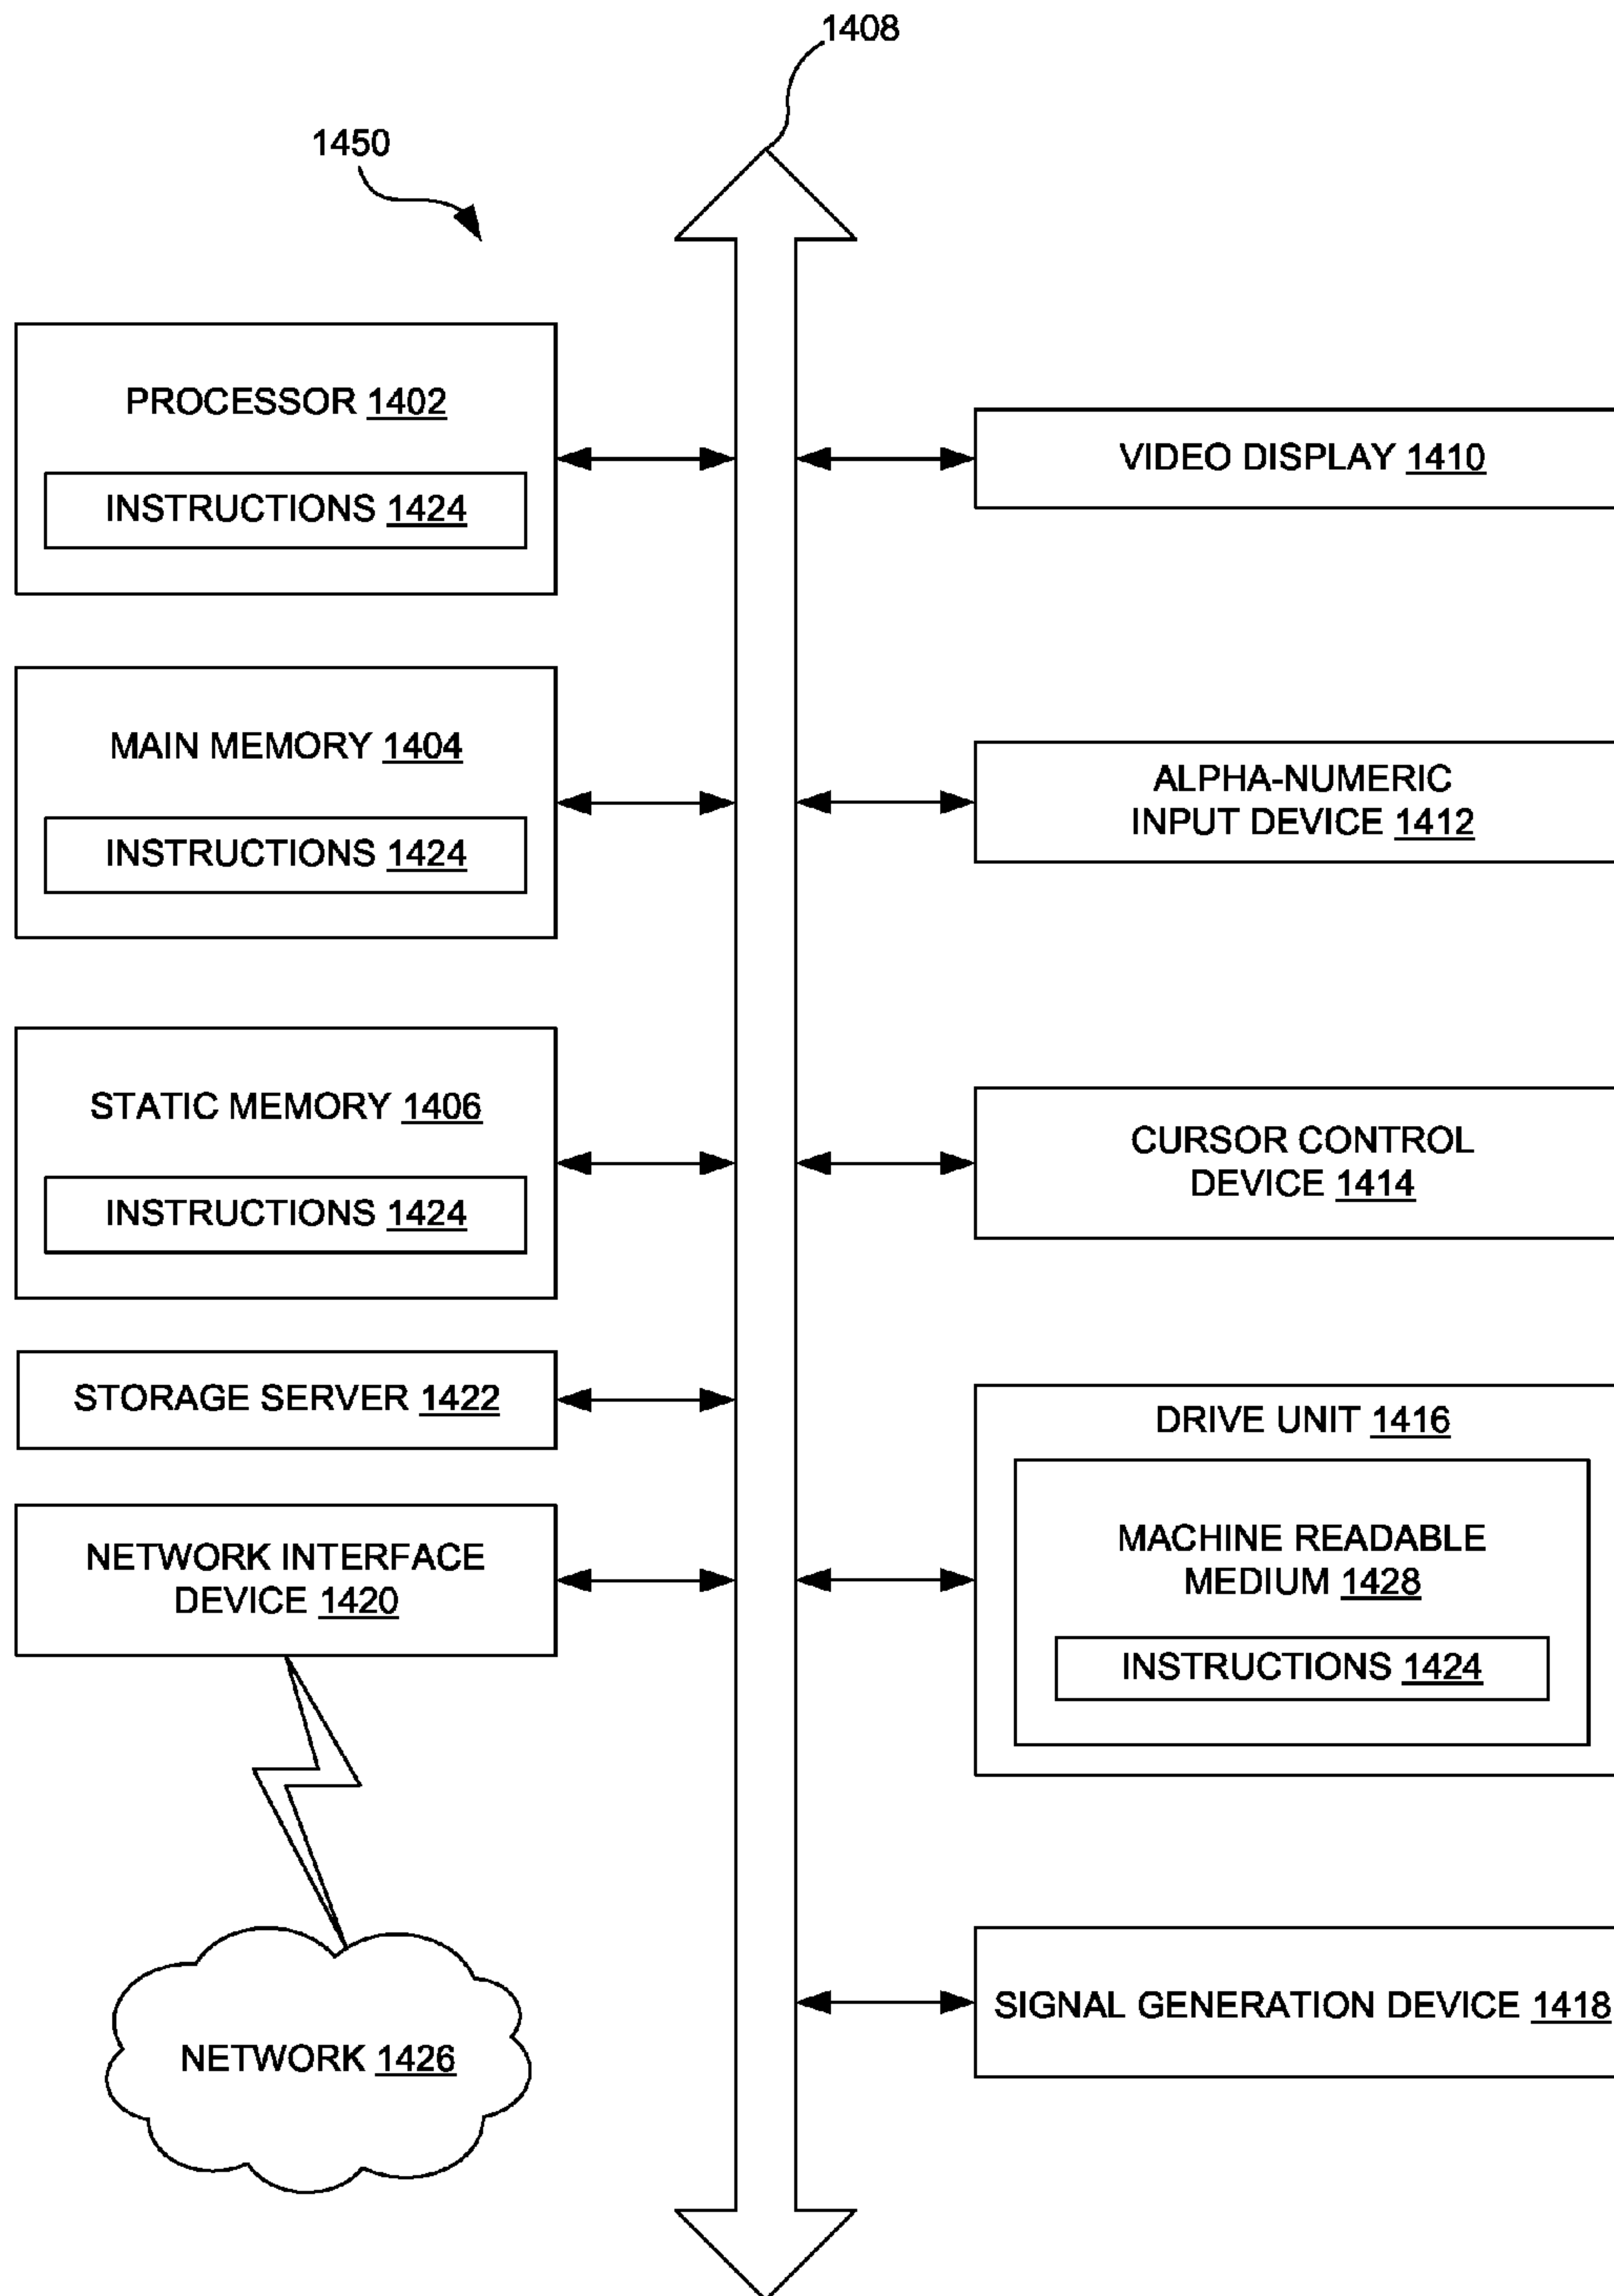 1408
1450
PROCESSOR 1402
INSTRUCTIONS 1424
MAIN MEMORY 1404
INSTRUCTIONS 1424
STATIC MEMORY 1406
INSTRUCTIONS 1424
STORAGE SERVER 1422
NETWORK INTERFACE
DEVICE 1420
NETWORK 1426
VIDEO DISPLAY 1410
ALPHA-NUMERIC
INPUT DEVICE 1412
CURSOR CONTROL
DEVICE 1414
DRIVE UNIT 1416
MACHINE READABLE
MEDIUM 1428
INSTRUCTIONS 1424
SIGNAL GENERATION DEVICE 1418